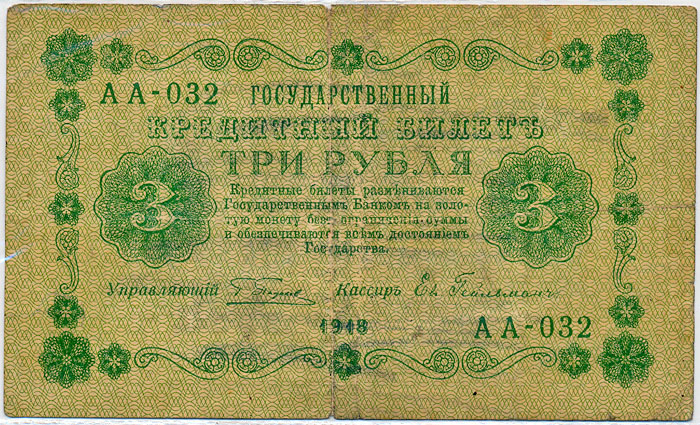 АА-032 ГОСУДАРСТВЕННЫЙ
КРЕДИТНЫЙ БИЛЕТЪ
ТРИ РУБЛЯ
3 3
Кредитные билеты размѣниваются
Государственнымъ Банкомъ на золо-
тую монету безъ ограниченія суммы
и обезпечиваются всѣмъ достояніемъ
Государства.
Управляющій Кассиръ
1918 АА-032